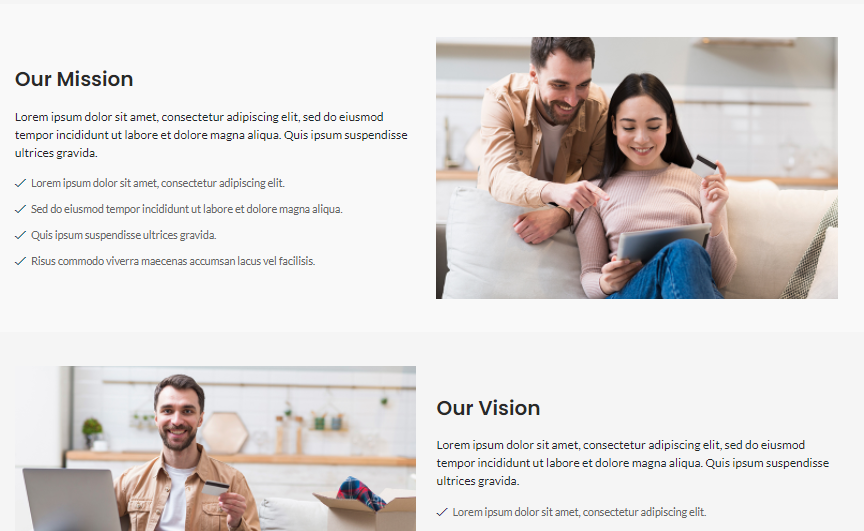 Our Mission
Lorem ipsum dolor sit amet, consectetur adipiscing elit, sed do eiusmod
tempor incididunt ut labore et dolore magna aliqua. Quis ipsum suspendisse
ultrices gravida.
Lorem ipsum dolor sit amet, consectetur adipiscing elit.
Sed do eiusmod tempor incididunt ut labore et dolore magna aliqua.
Quis ipsum suspendisse ultrices gravida.
Risus commodo viverra maecenas accumsan lacus vel facilisis.
Our Vision
Lorem ipsum dolor sit amet, consectetur adipiscing elit, sed do eiusmod
tempor incididunt ut labore et dolore magna aliqua. Quis ipsum suspendisse
ultrices gravida.
Lorem ipsum dolor sit amet, consectetur adipiscing elit.